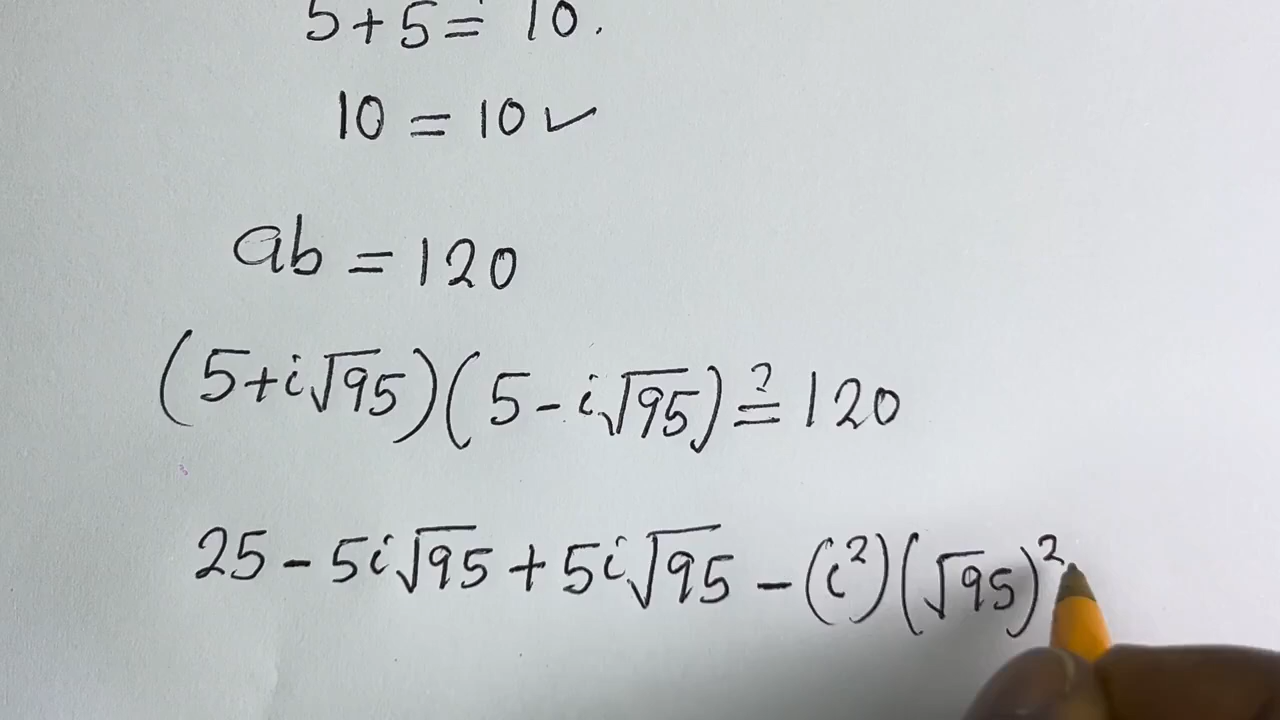 5+5= 10.
10 = 10 ✓
ab = 120
(5+i√95)(5-i√95) ≟ 120
25 - 5i√95 + 5i√95 - (i²)(√95)²